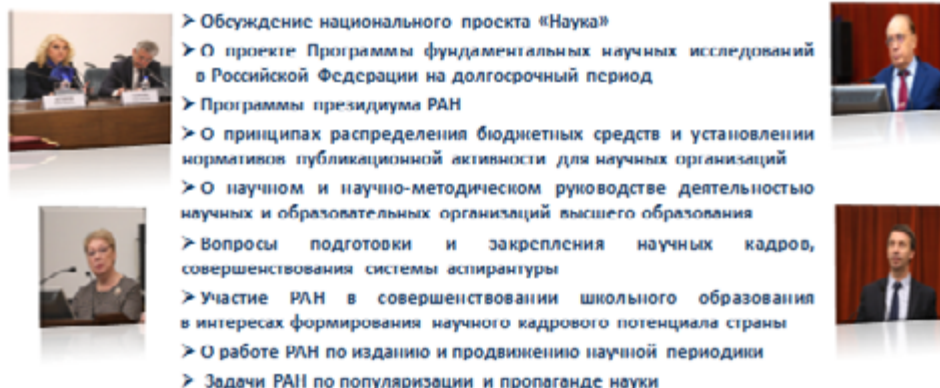 ➤ Обсуждение национального проекта «Наука»
➤ О проекте Программы фундаментальных научных исследований
в Российской Федерации на долгосрочный период
➤ Программы президиума РАН
➤ О принципах распределения бюджетных средств и установлении
нормативов публикационной активности для научных организаций
➤ О научном и научно-методическом руководстве деятельностью
научных и образовательных организаций высшего образования
➤ Вопросы подготовки и закрепления научных кадров,
совершенствования системы аспирантуры
➤ Участие РАН в совершенствовании школьного образования
в интересах формирования научного кадрового потенциала страны
➤ О работе РАН по изданию и продвижению научной периодики
➤ Задачи РАН по популяризации и пропаганде науки